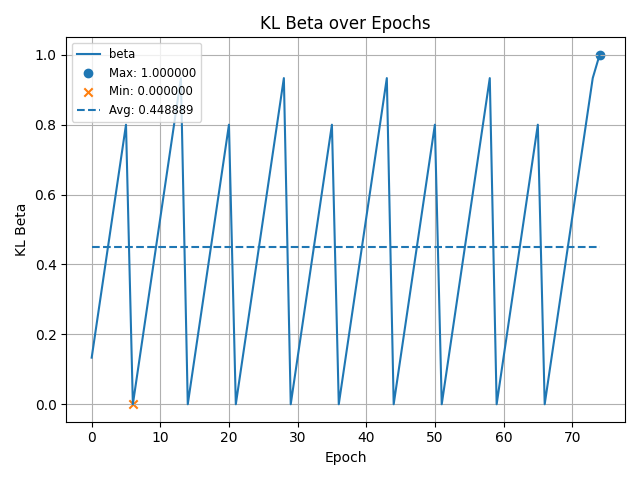 KL Beta over Epochs
beta
Max: 1.000000
Min: 0.000000
Avg: 0.448889
1.0
0.8
0.6
0.4
0.2
0.0
KL Beta
0 10 20 30 40 50 60 70
Epoch